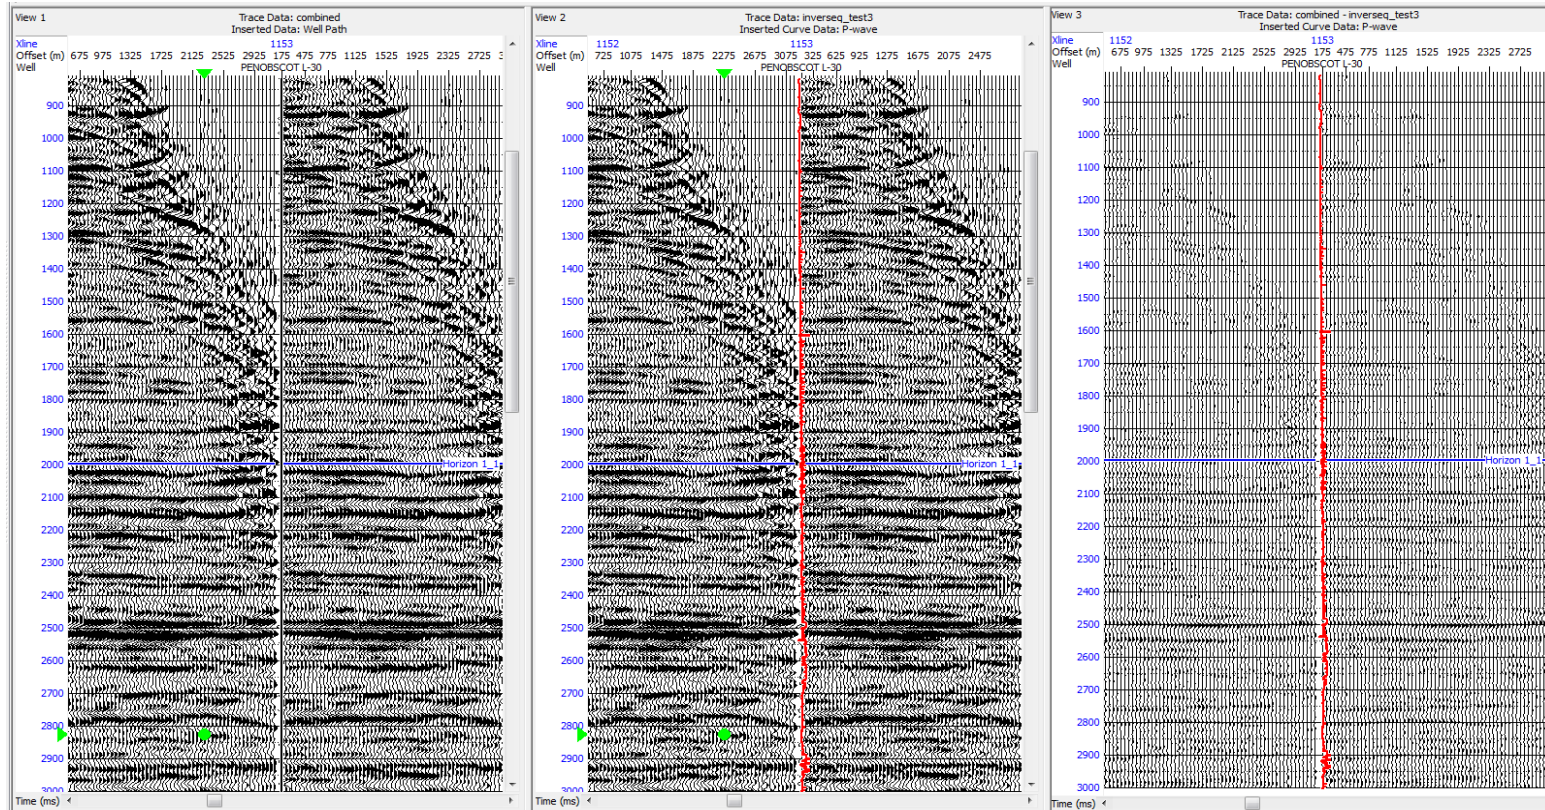 View 1
Trace Data: combined
Inserted Data: Well Path
Xline 1153
Offset (m) 675 975 1325 1725 2125 2525 2925 175 475 775 1125 1525 1925 2325 2725 3
Well PENOBSCOT L-30
900
1000
1100
1200
1300
1400
1500
1600
1700
1800
1900
2000 Horizon 1_1
2100
2200
2300
2400
2500
2600
2700
2800
2900
3000
Time (ms)
View 2
Trace Data: inverseq_test3
Inserted Curve Data: P-wave
Xline 1152 1153
Offset (m) 725 1075 1475 1875 2275 2675 3075 325 625 925 1275 1675 2075 2475
Well PENOBSCOT L-30
900
1000
1100
1200
1300
1400
1500
1600
1700
1800
1900
2000 Horizon 1_1
2100
2200
2300
2400
2500
2600
2700
2800
2900
3000
Time (ms)
View 3
Trace Data: combined - inverseq_test3
Inserted Curve Data: P-wave
Xline 1152 1153
Offset (m) 675 975 1325 1725 2125 2525 2925 175 475 775 1125 1525 1925 2325 2725
Well PENOBSCOT L-30
900
1000
1100
1200
1300
1400
1500
1600
1700
1800
1900
2000 Horizon 1_1
2100
2200
2300
2400
2500
2600
2700
2800
2900
3000
Time (ms)